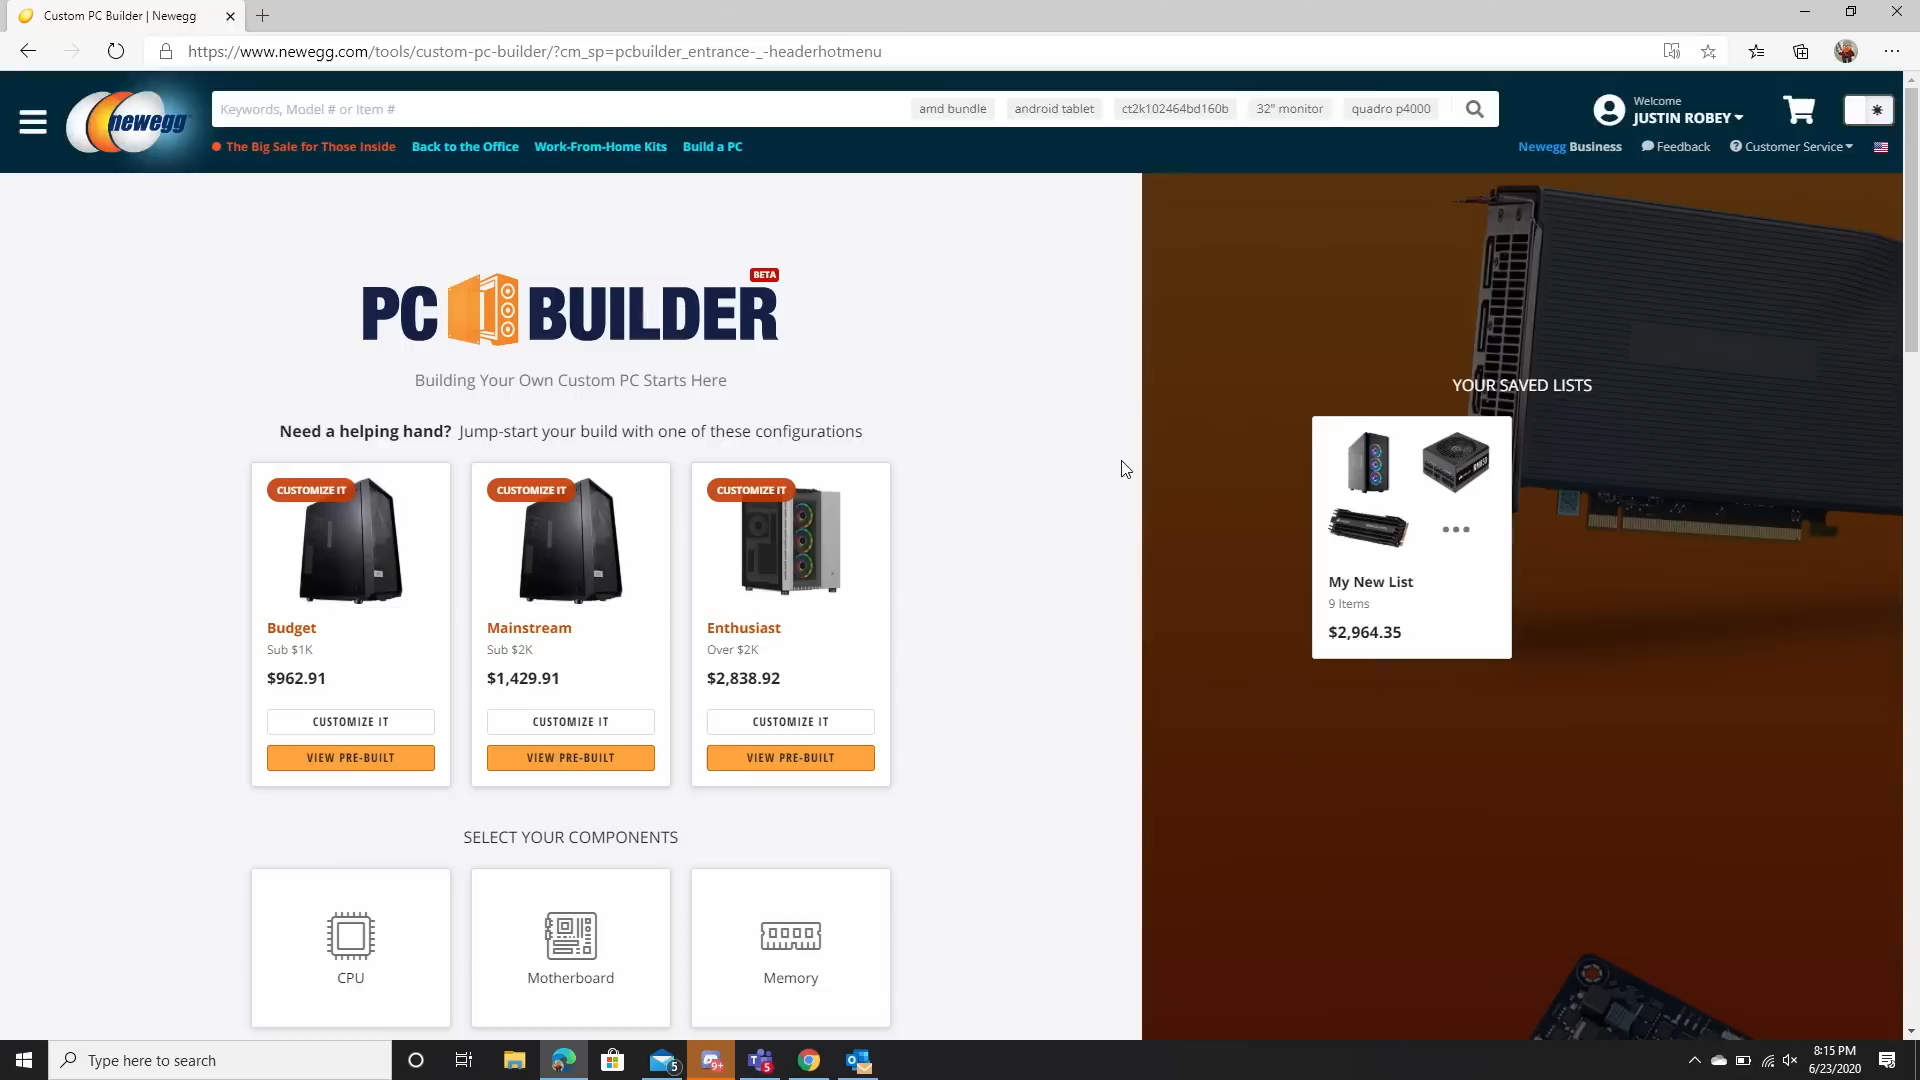 Custom PC Builder | Newegg
https://www.newegg.com/tools/custom-pc-builder/?cm_sp=pcbuilder_entrance-_-headerhotmenu
newegg
Keywords, Model # or Item #
amd bundle
android tablet
ct2k102464bd160b
32" monitor
quadro p4000
Welcome
JUSTIN ROBEY
The Big Sale for Those Inside
Back to the Office
Work-From-Home Kits
Build a PC
Newegg Business
Feedback
Customer Service
BETA
PC BUILDER
Building Your Own Custom PC Starts Here
Need a helping hand? Jump-start your build with one of these configurations
CUSTOMIZE IT
Budget
Sub $1K
$962.91
CUSTOMIZE IT
VIEW PRE-BUILT
CUSTOMIZE IT
Mainstream
Sub $2K
$1,429.91
CUSTOMIZE IT
VIEW PRE-BUILT
CUSTOMIZE IT
Enthusiast
Over $2K
$2,838.92
CUSTOMIZE IT
VIEW PRE-BUILT
SELECT YOUR COMPONENTS
CPU
Motherboard
Memory
YOUR SAVED LISTS
My New List
9 Items
$2,964.35
Type here to search
5
9+
5
8:15 PM
6/23/2020